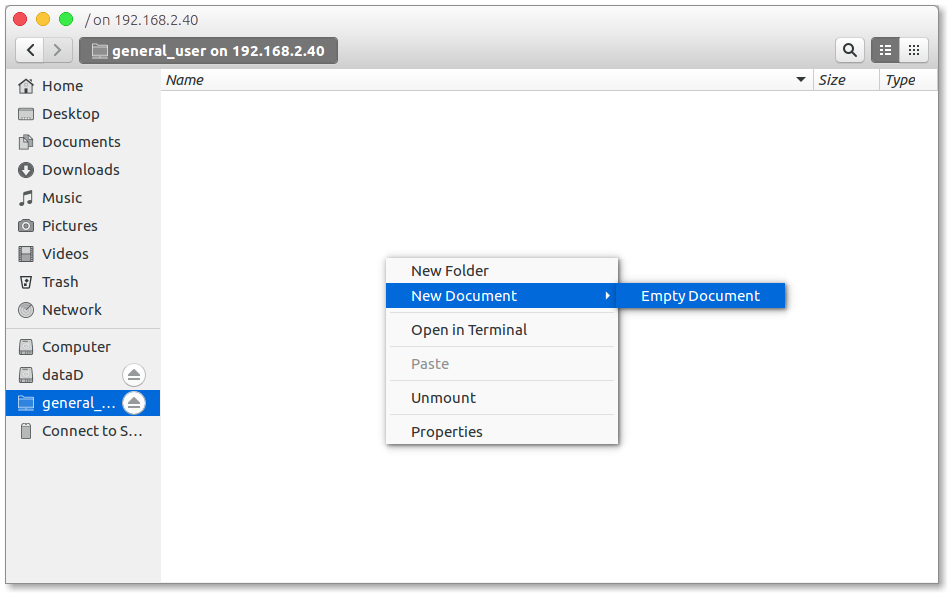 / on 192.168.2.40
general_user on 192.168.2.40
Name Size Type
Home
Desktop
Documents
Downloads
Music
Pictures
Videos
Trash
Network
Computer
dataD
general_...
Connect to S...
New Folder
New Document
Empty Document
Open in Terminal
Paste
Unmount
Properties